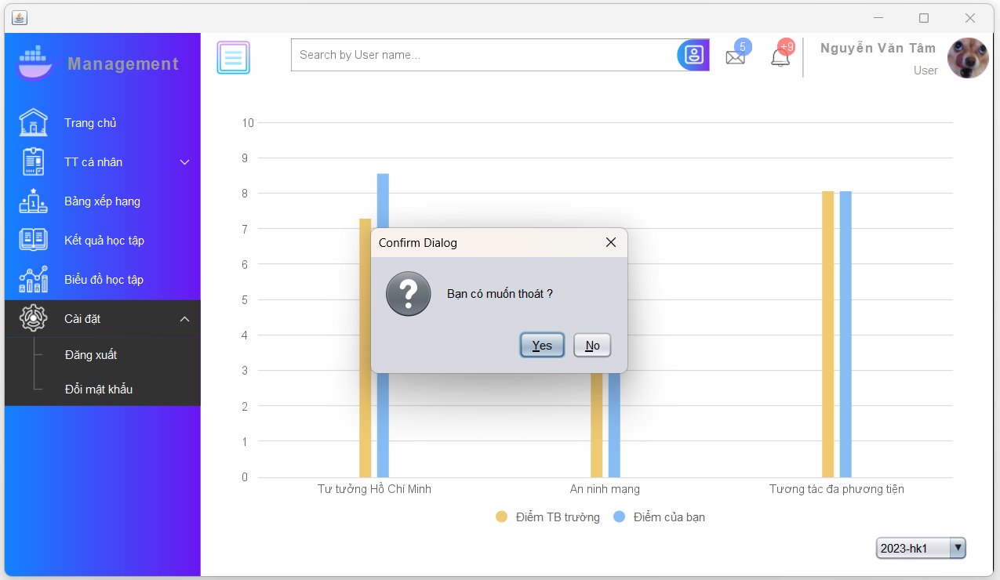 Management
Search by User name...
5
+9
Nguyễn Văn Tâm
User
Trang chủ
TT cá nhân
Bảng xếp hạng
1
Kết quả học tập
Biểu đồ học tập
Cài đặt
Đăng xuất
Đổi mật khẩu
10
9
8
7
6
5
4
3
2
1
0
Confirm Dialog
Bạn có muốn thoát ?
Yes
No
Tư tưởng Hồ Chí Minh
An ninh mạng
Tương tác đa phương tiện
Điểm TB trường
Điểm của bạn
2023-hk1